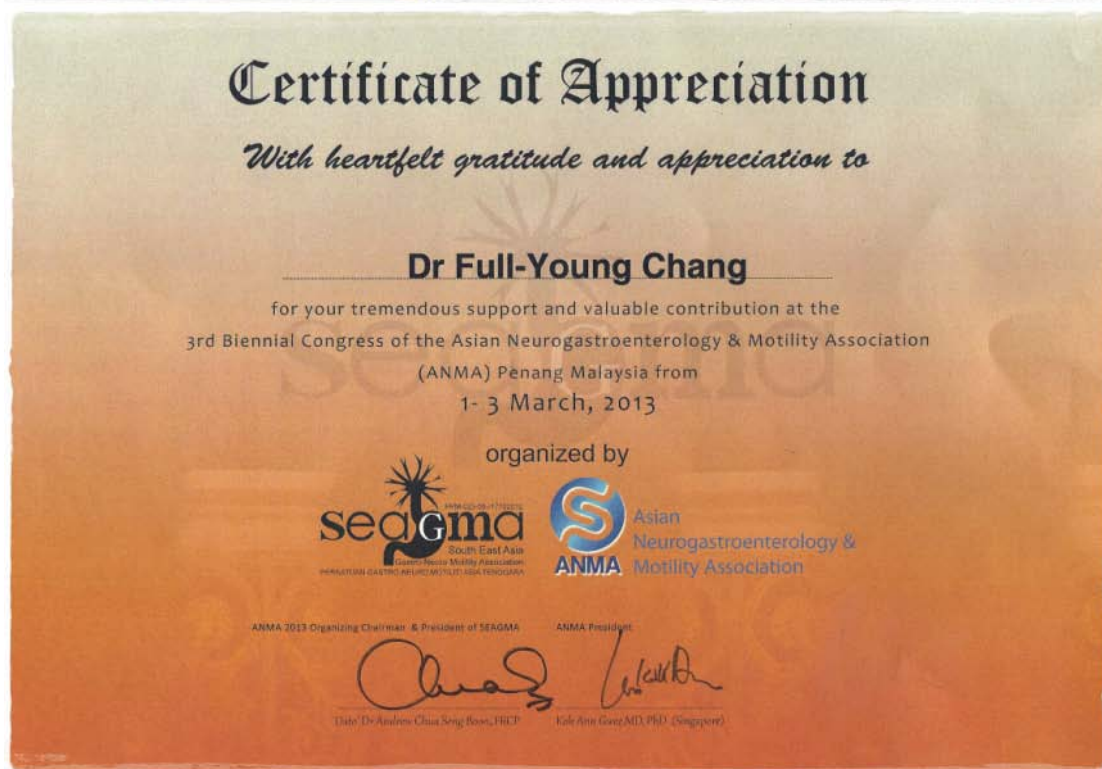 Certificate of Appreciation
With heartfelt gratitude and appreciation to
Dr Full-Young Chang
for your tremendous support and valuable contribution at the
3rd Biennial Congress of the Asian Neurogastroenterology & Motility Association
(ANMA) Penang Malaysia from
1- 3 March, 2013
organized by
seagma
South East Asia
Gastro Neuro Motility Association
PERSATUAN GASTRO-NEURO MOTILITI ASIA TENGGARA
ANMA
Asian
Neurogastroenterology &
Motility Association
ANMA 2013 Organizing Chairman & President of SEAGMA
ANMA President
Dato' Dr Andrew Chua Seng Boon, FRCP
Kok-Ann Gwee MD, PhD (Singapore)